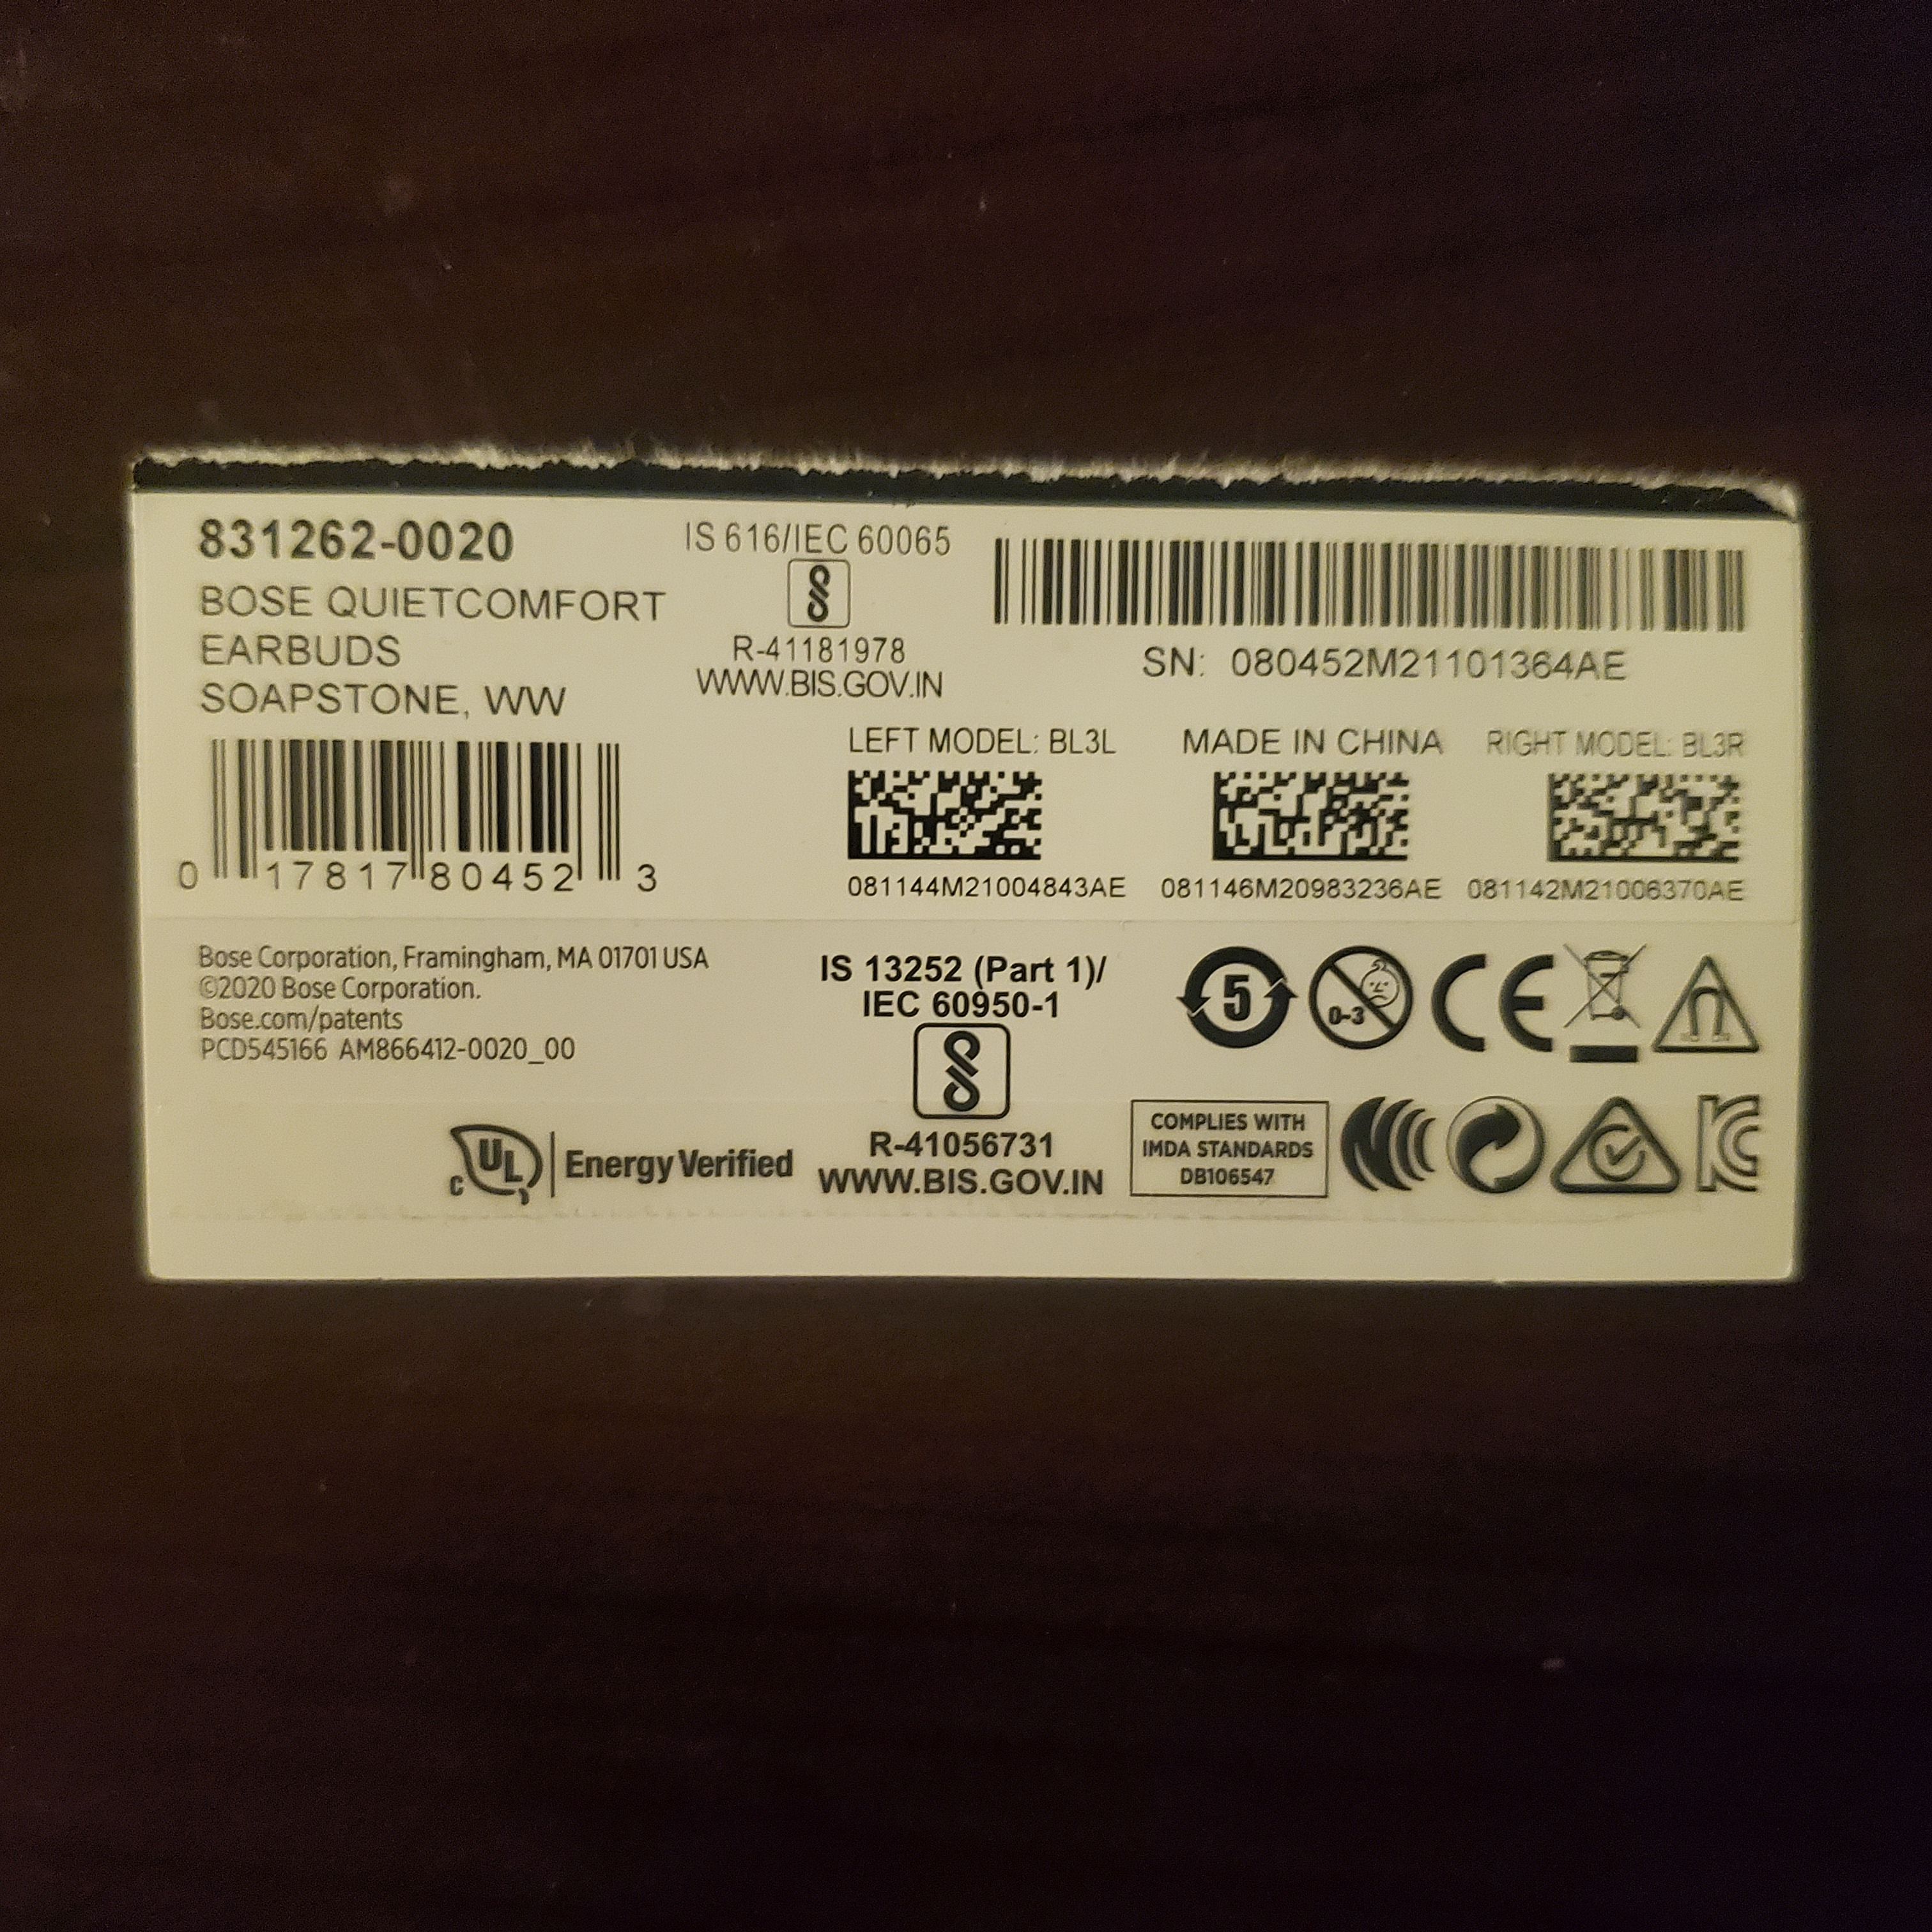 831262-0020
BOSE QUIETCOMFORT
EARBUDS
SOAPSTONE, WW
0 17817 80452 3
IS 616/IEC 60065
R-41181978
WWW.BIS.GOV.IN
SN: 080452M21101364AE
LEFT MODEL: BL3L
081144M21004843AE
MADE IN CHINA
081146M20983236AE
RIGHT MODEL: BL3R
081142M21006370AE
Bose Corporation, Framingham, MA 01701 USA
©2020 Bose Corporation.
Bose.com/patents
PCD545166 AM866412-0020_00
c UL | Energy Verified
IS 13252 (Part 1)/
IEC 60950-1
R-41056731
WWW.BIS.GOV.IN
5
0-3
CE
COMPLIES WITH
IMDA STANDARDS
DB106547